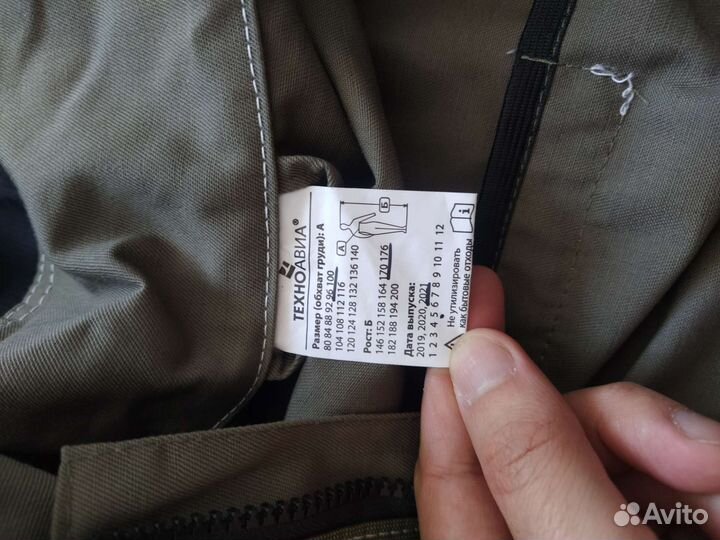 ТЕХНОАВИА®
Размер (обхват груди): А
80 84 88 92 96 100
104 108 112 116
120 124 128 132 136 140
А
Б
Рост: Б
146 152 158 164 170 176
182 188 194 200
Дата выпуска:
2019, 2020, 2021
1 2 3 4 5 6 7 8 9 10 11 12
Не утилизировать
как бытовые отходы
Avito